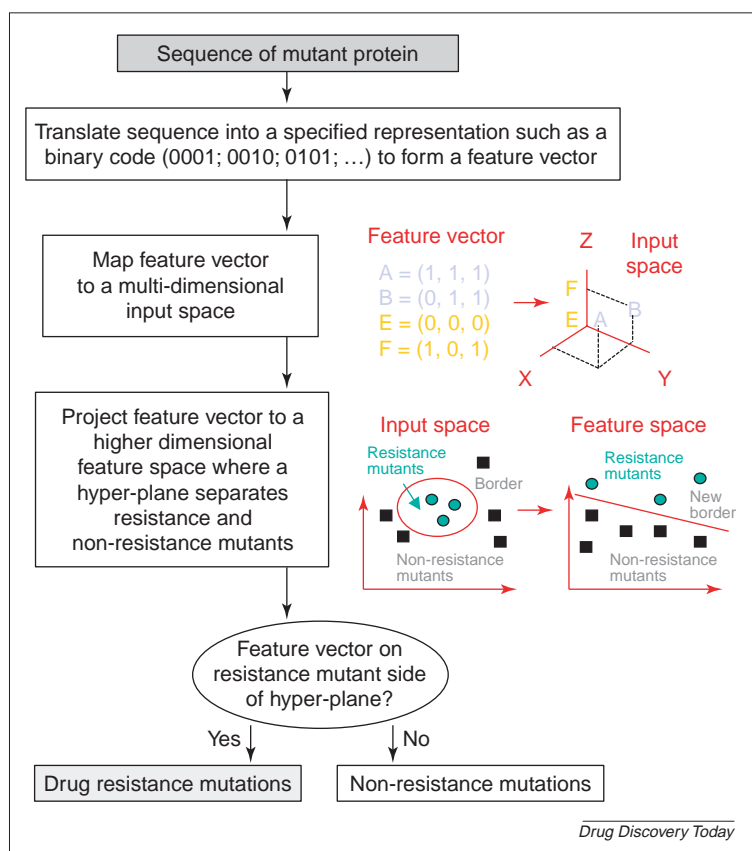 Sequence of mutant protein
Translate sequence into a specified representation such as a
binary code (0001; 0010; 0101; …) to form a feature vector
Map feature vector
to a multi-dimensional
input space
Feature vector
A = (1, 1, 1)
B = (0, 1, 1)
E = (0, 0, 0)
F = (1, 0, 1)
Z
Input
space
F
B
E
A
X
Y
Project feature vector to a
higher dimensional
feature space where a
hyper-plane separates
resistance and
non-resistance mutants
Input space
Resistance
mutants
Border
Non-resistance
mutants
Feature space
Resistance
mutants
New
border
Non-resistance
mutants
Feature vector on
resistance mutant side
of hyper-plane?
Yes
No
Drug resistance mutations
Non-resistance mutations
Drug Discovery Today